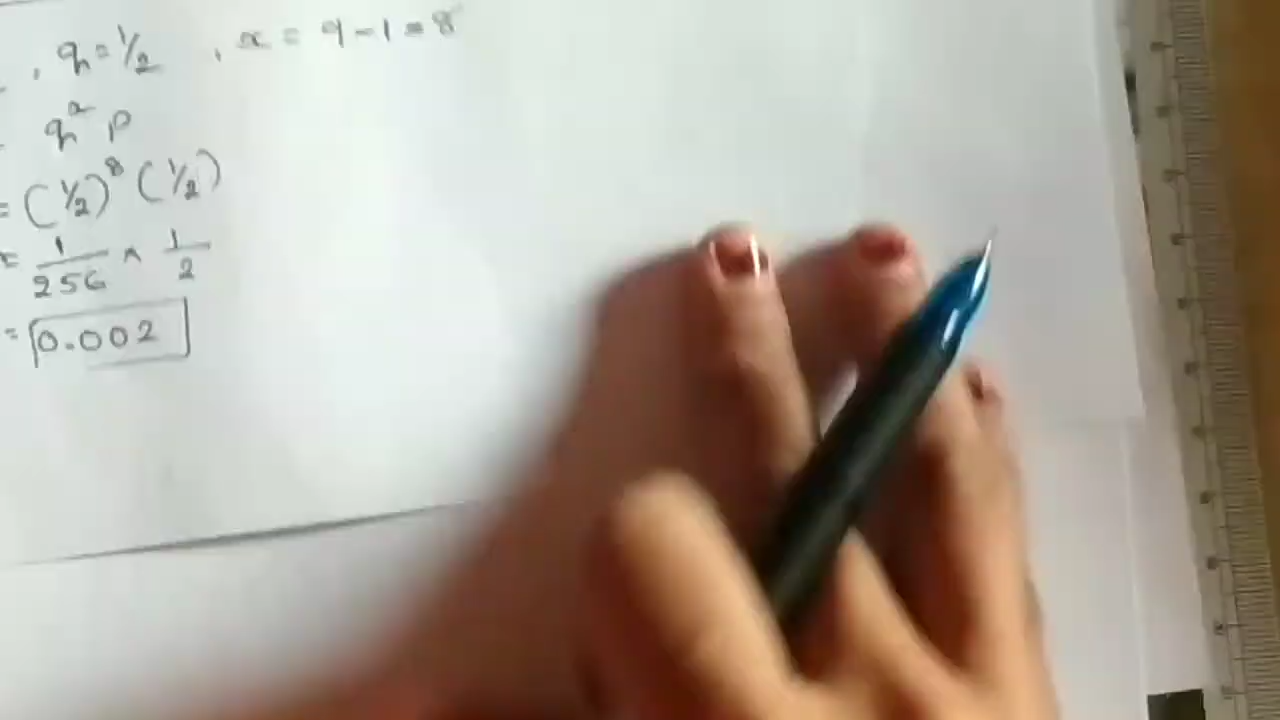 , q = 1/2 , x = 9 - 1 = 8
q^x p
= (1/2)^8 (1/2)
= 1/256 × 1/2
= 0.002